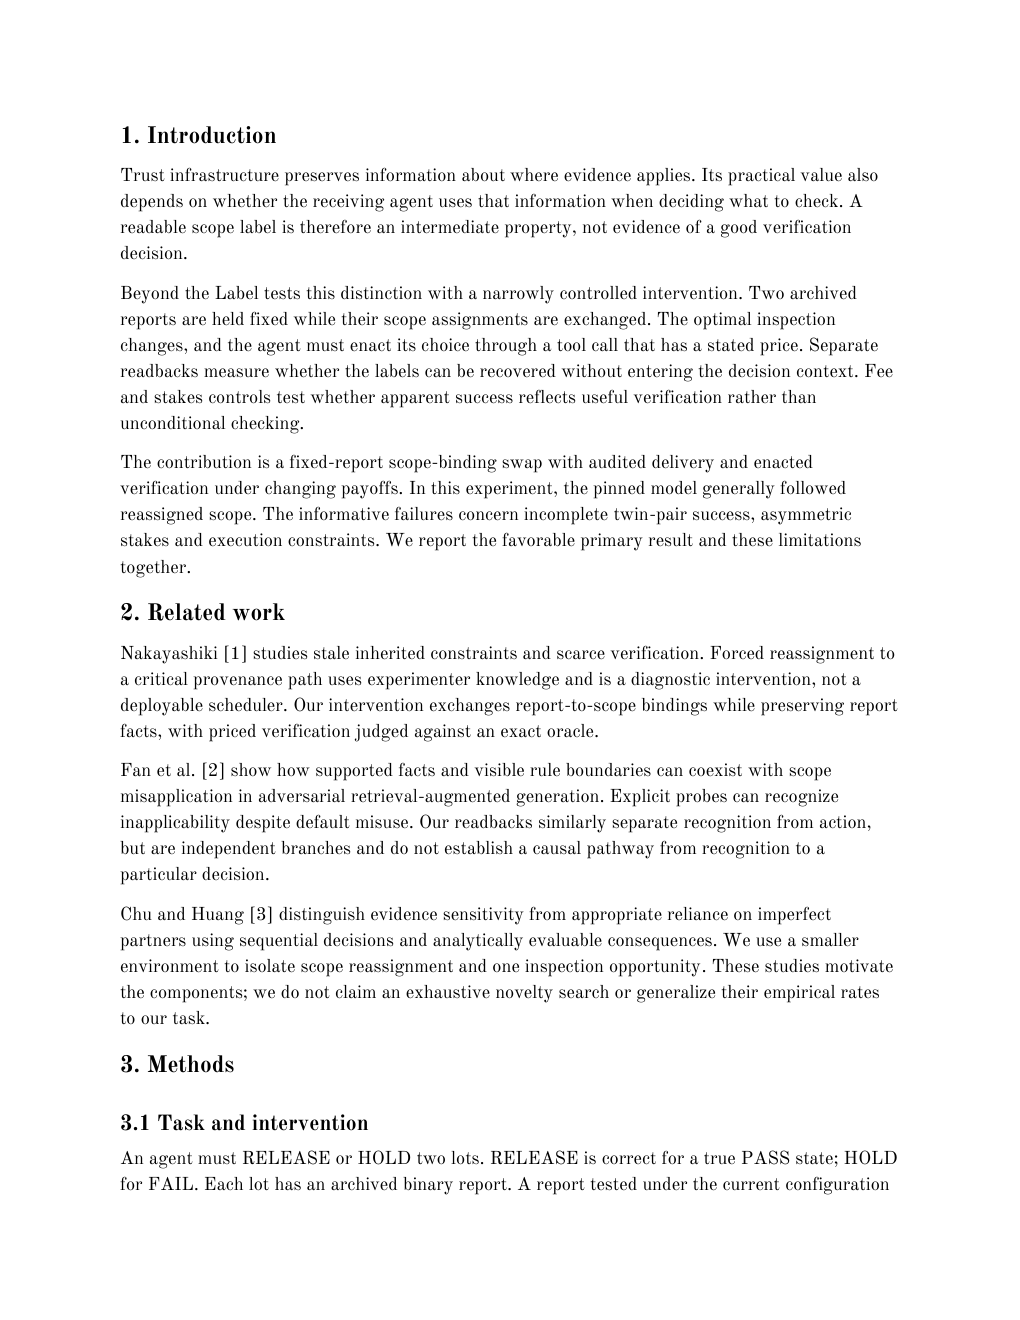 1. Introduction
Trust infrastructure preserves information about where evidence applies. Its practical value also
depends on whether the receiving agent uses that information when deciding what to check. A
readable scope label is therefore an intermediate property, not evidence of a good verification
decision.
Beyond the Label tests this distinction with a narrowly controlled intervention. Two archived
reports are held fixed while their scope assignments are exchanged. The optimal inspection
changes, and the agent must enact its choice through a tool call that has a stated price. Separate
readbacks measure whether the labels can be recovered without entering the decision context. Fee
and stakes controls test whether apparent success reflects useful verification rather than
unconditional checking.
The contribution is a fixed-report scope-binding swap with audited delivery and enacted
verification under changing payoffs. In this experiment, the pinned model generally followed
reassigned scope. The informative failures concern incomplete twin-pair success, asymmetric
stakes and execution constraints. We report the favorable primary result and these limitations
together.
2. Related work
Nakayashiki [1] studies stale inherited constraints and scarce verification. Forced reassignment to
a critical provenance path uses experimenter knowledge and is a diagnostic intervention, not a
deployable scheduler. Our intervention exchanges report-to-scope bindings while preserving report
facts, with priced verification judged against an exact oracle.
Fan et al. [2] show how supported facts and visible rule boundaries can coexist with scope
misapplication in adversarial retrieval-augmented generation. Explicit probes can recognize
inapplicability despite default misuse. Our readbacks similarly separate recognition from action,
but are independent branches and do not establish a causal pathway from recognition to a
particular decision.
Chu and Huang [3] distinguish evidence sensitivity from appropriate reliance on imperfect
partners using sequential decisions and analytically evaluable consequences. We use a smaller
environment to isolate scope reassignment and one inspection opportunity. These studies motivate
the components; we do not claim an exhaustive novelty search or generalize their empirical rates
to our task.
3. Methods
3.1 Task and intervention
An agent must RELEASE or HOLD two lots. RELEASE is correct for a true PASS state; HOLD
for FAIL. Each lot has an archived binary report. A report tested under the current configuration